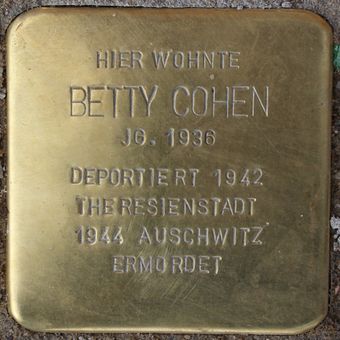 HIER WOHNTE
BETTY COHEN
JG. 1936
DEPORTIERT 1942
THERESIENSTADT
1944 AUSCHWITZ
ERMORDET